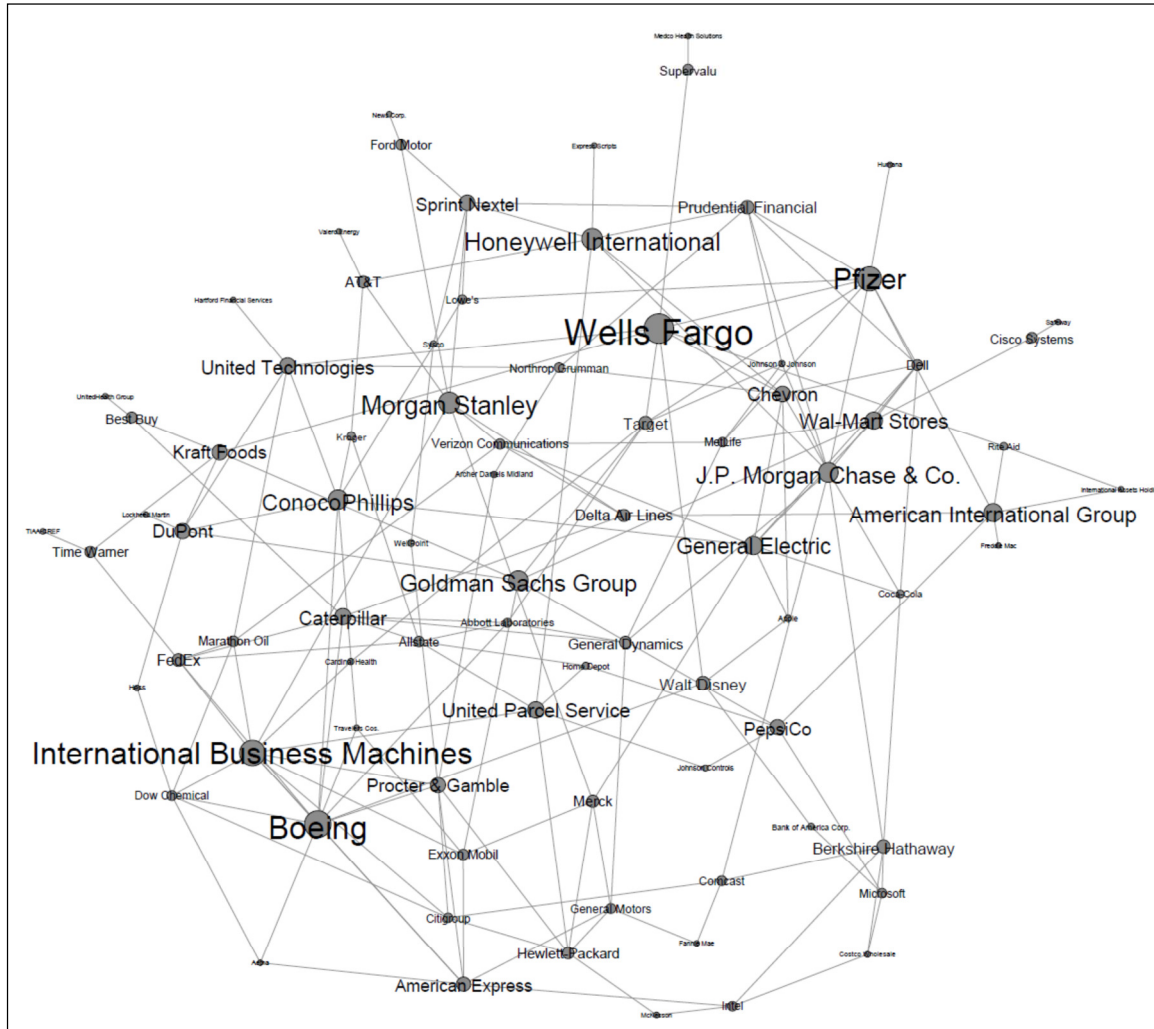 Medco Health Solutions
Supervalu
News Corp.
Ford Motor
Express Scripts
Humana
Sprint Nextel
Prudential Financial
Valero Energy
Honeywell International
AT&T
Pfizer
Hartford Financial Services
Lowe's
Safeway
Wells Fargo
Cisco Systems
Sysco
United Technologies
Northrop Grumman
Johnson & Johnson
Dell
UnitedHealth Group
Chevron
Morgan Stanley
Best Buy
Target
Wal-Mart Stores
Kroger
Verizon Communications
MetLife
Rite Aid
Kraft Foods
Archer Daniels Midland
J.P. Morgan Chase & Co.
International Assets Holdi
ConocoPhillips
Lockheed Martin
Delta Air Lines
American International Group
TIAA-CREF
DuPont
WellPoint
General Electric
Freddie Mac
Time Warner
Goldman Sachs Group
Coca-Cola
Caterpillar
Abbott Laboratories
Apple
Marathon Oil
Allstate
General Dynamics
FedEx
Cardinal Health
Home Depot
Hess
Walt Disney
United Parcel Service
Travelers Cos.
PepsiCo
International Business Machines
Johnson Controls
Procter & Gamble
Dow Chemical
Merck
Boeing
Bank of America Corp.
Exxon Mobil
Berkshire Hathaway
Comcast
Microsoft
Citigroup
General Motors
Hewlett-Packard
Fannie Mae
Costco Wholesale
Aetna
American Express
Intel
McKesson